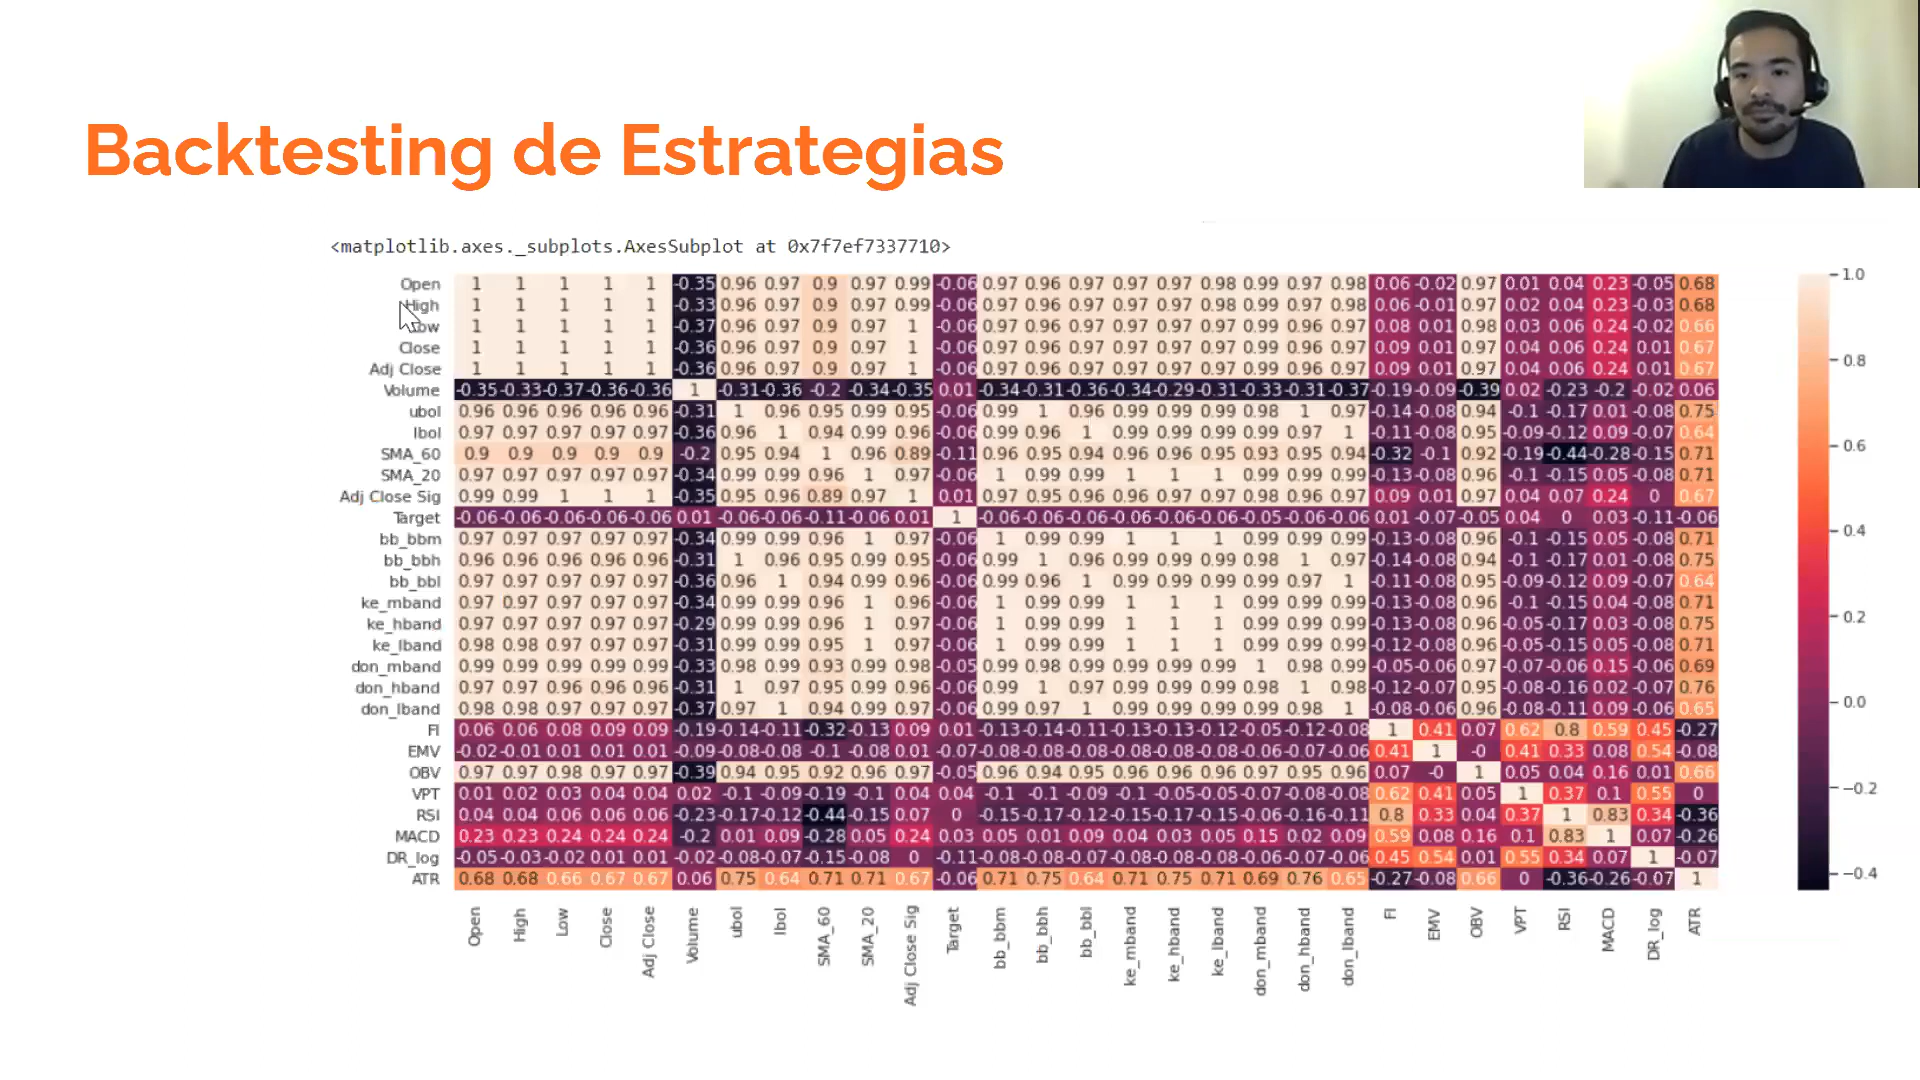 Backtesting de Estrategias
<matplotlib.axes._subplots.AxesSubplot at 0x7f7ef7337710>
Open 1 1 1 1 1 -0.35 0.96 0.97 0.9 0.97 0.99 -0.06 0.97 0.96 0.97 0.97 0.97 0.98 0.99 0.97 0.98 0.06 -0.02 0.97 0.01 0.04 0.23 -0.05 0.68
High 1 1 1 1 1 -0.33 0.96 0.97 0.9 0.97 0.99 -0.06 0.97 0.96 0.97 0.97 0.97 0.98 0.99 0.97 0.98 0.06 -0.01 0.97 0.02 0.04 0.23 -0.03 0.68
Low 1 1 1 1 1 -0.37 0.96 0.97 0.9 0.97 1 -0.06 0.97 0.96 0.97 0.97 0.97 0.97 0.99 0.96 0.97 0.08 0.01 0.98 0.03 0.06 0.24 -0.02 0.66
Close 1 1 1 1 1 -0.36 0.96 0.97 0.9 0.97 1 -0.06 0.97 0.96 0.97 0.97 0.97 0.97 0.99 0.96 0.97 0.09 0.01 0.97 0.04 0.06 0.24 0.01 0.67
Adj Close 1 1 1 1 1 -0.36 0.96 0.97 0.9 0.97 1 -0.06 0.97 0.96 0.97 0.97 0.97 0.97 0.99 0.96 0.97 0.09 0.01 0.97 0.04 0.06 0.24 0.01 0.67
Volume -0.35 -0.33 -0.37 -0.36 -0.36 1 -0.31 -0.36 -0.2 -0.34 -0.35 0.01 -0.34 -0.31 -0.36 -0.34 -0.29 -0.31 -0.33 -0.31 -0.37 -0.19 -0.09 -0.39 0.02 -0.23 -0.2 -0.02 0.06
ubol 0.96 0.96 0.96 0.96 0.96 -0.31 1 0.96 0.95 0.99 0.95 -0.06 0.99 1 0.96 0.99 0.99 0.99 0.98 1 0.97 -0.14 -0.08 0.94 -0.1 -0.17 0.01 -0.08 0.75
lbol 0.97 0.97 0.97 0.97 0.97 -0.36 0.96 1 0.94 0.99 0.96 -0.06 0.99 0.96 1 0.99 0.99 0.99 0.99 0.97 1 -0.11 -0.08 0.95 -0.09 -0.12 0.09 -0.07 0.64
SMA_60 0.9 0.9 0.9 0.9 0.9 -0.2 0.95 0.94 1 0.96 0.89 -0.11 0.96 0.95 0.94 0.96 0.96 0.95 0.93 0.95 0.94 -0.32 -0.1 0.92 -0.19 -0.44 -0.28 -0.15 0.71
SMA_20 0.97 0.97 0.97 0.97 0.97 -0.34 0.99 0.99 0.96 1 0.97 -0.06 1 0.99 0.99 1 1 1 0.99 0.99 0.99 -0.13 -0.08 0.96 -0.1 -0.15 0.05 -0.08 0.71
Adj Close Sig 0.99 0.99 1 1 1 -0.35 0.95 0.96 0.89 0.97 1 0.01 0.97 0.95 0.96 0.96 0.97 0.97 0.98 0.96 0.97 0.09 0.01 0.97 0.04 0.07 0.24 0 0.67
Target -0.06 -0.06 -0.06 -0.06 -0.06 0.01 -0.06 -0.06 -0.11 -0.06 0.01 1 -0.06 -0.06 -0.06 -0.06 -0.06 -0.06 -0.05 -0.06 -0.06 0.01 -0.07 -0.05 0.04 0 0.03 -0.11 -0.06
bb_bbm 0.97 0.97 0.97 0.97 0.97 -0.34 0.99 0.99 0.96 1 0.97 -0.06 1 0.99 0.99 1 1 1 0.99 0.99 0.99 -0.13 -0.08 0.96 -0.1 -0.15 0.05 -0.08 0.71
bb_bbh 0.96 0.96 0.96 0.96 0.96 -0.31 1 0.96 0.95 0.99 0.95 -0.06 0.99 1 0.96 0.99 0.99 0.99 0.98 1 0.97 -0.14 -0.08 0.94 -0.1 -0.17 0.01 -0.08 0.75
bb_bbl 0.97 0.97 0.97 0.97 0.97 -0.36 0.96 1 0.94 0.99 0.96 -0.06 0.99 0.96 1 0.99 0.99 0.99 0.99 0.97 1 -0.11 -0.08 0.95 -0.09 -0.12 0.09 -0.07 0.64
ke_mband 0.97 0.97 0.97 0.97 0.97 -0.34 0.99 0.99 0.96 1 0.96 -0.06 1 0.99 0.99 1 1 1 0.99 0.99 0.99 -0.13 -0.08 0.96 -0.1 -0.15 0.04 -0.08 0.71
ke_hband 0.97 0.97 0.97 0.97 0.97 -0.29 0.99 0.99 0.96 1 0.97 -0.06 1 0.99 0.99 1 1 1 0.99 0.99 0.99 -0.13 -0.08 0.96 -0.05 -0.17 0.03 -0.08 0.75
ke_lband 0.98 0.98 0.97 0.97 0.97 -0.31 0.99 0.99 0.95 1 0.97 -0.06 1 0.99 0.99 1 1 1 0.99 0.99 0.99 -0.12 -0.08 0.96 -0.05 -0.15 0.05 -0.08 0.71
don_mband 0.99 0.99 0.99 0.99 0.99 -0.33 0.98 0.99 0.93 0.99 0.98 -0.05 0.99 0.98 0.99 0.99 0.99 0.99 1 0.98 0.99 -0.05 -0.06 0.97 -0.07 -0.06 0.15 -0.06 0.69
don_hband 0.97 0.97 0.96 0.96 0.96 -0.31 1 0.97 0.95 0.99 0.96 -0.06 0.99 1 0.97 0.99 0.99 0.99 0.98 1 0.98 -0.12 -0.07 0.95 -0.08 -0.16 0.02 -0.07 0.76
don_lband 0.98 0.98 0.97 0.97 0.97 -0.37 0.97 1 0.94 0.99 0.97 -0.06 0.99 0.97 1 0.99 0.99 0.99 0.99 0.98 1 -0.08 -0.06 0.96 -0.08 -0.11 0.09 -0.06 0.65
FI 0.06 0.06 0.08 0.09 0.09 -0.19 -0.14 -0.11 -0.32 -0.13 0.09 0.01 -0.13 -0.14 -0.11 -0.13 -0.13 -0.12 -0.05 -0.12 -0.08 1 0.41 0.07 0.62 0.8 0.59 0.45 -0.27
EMV -0.02 -0.01 0.01 0.01 0.01 -0.09 -0.08 -0.08 -0.1 -0.08 0.01 -0.07 -0.08 -0.08 -0.08 -0.08 -0.08 -0.08 -0.06 -0.07 -0.06 0.41 1 -0 0.41 0.33 0.08 0.54 -0.08
OBV 0.97 0.97 0.98 0.97 0.97 -0.39 0.94 0.95 0.92 0.96 0.97 -0.05 0.96 0.94 0.95 0.96 0.96 0.96 0.97 0.95 0.96 0.07 -0 1 0.05 0.04 0.16 0.01 0.66
VPT 0.01 0.02 0.03 0.04 0.04 0.02 -0.1 -0.09 -0.19 -0.1 0.04 0.04 -0.1 -0.1 -0.09 -0.1 -0.05 -0.05 -0.07 -0.08 -0.08 0.62 0.41 0.05 1 0.37 0.1 0.55 0
RSI 0.04 0.04 0.06 0.06 0.06 -0.23 -0.17 -0.12 -0.44 -0.15 0.07 0 -0.15 -0.17 -0.12 -0.15 -0.17 -0.15 -0.06 -0.16 -0.11 0.8 0.33 0.04 0.37 1 0.83 0.34 -0.36
MACD 0.23 0.23 0.24 0.24 0.24 -0.2 0.01 0.09 -0.28 0.05 0.24 0.03 0.05 0.01 0.09 0.04 0.03 0.05 0.15 0.02 0.09 0.59 0.08 0.16 0.1 0.83 1 0.07 -0.26
DR_log -0.05 -0.03 -0.02 0.01 0.01 -0.02 -0.08 -0.07 -0.15 -0.08 0 -0.11 -0.08 -0.08 -0.07 -0.08 -0.08 -0.08 -0.06 -0.07 -0.06 0.45 0.54 0.01 0.55 0.34 0.07 1 -0.07
ATR 0.68 0.68 0.66 0.67 0.67 0.06 0.75 0.64 0.71 0.71 0.67 -0.06 0.71 0.75 0.64 0.71 0.75 0.71 0.69 0.76 0.65 -0.27 -0.08 0.66 0 -0.36 -0.26 -0.07 1
Open High Low Close Adj Close Volume ubol lbol SMA_60 SMA_20 Adj Close Sig Target bb_bbm bb_bbh bb_bbl ke_mband ke_hband ke_lband don_mband don_hband don_lband FI EMV OBV VPT RSI MACD DR_log ATR
1.0
0.8
0.6
0.4
0.2
0.0
−0.2
−0.4